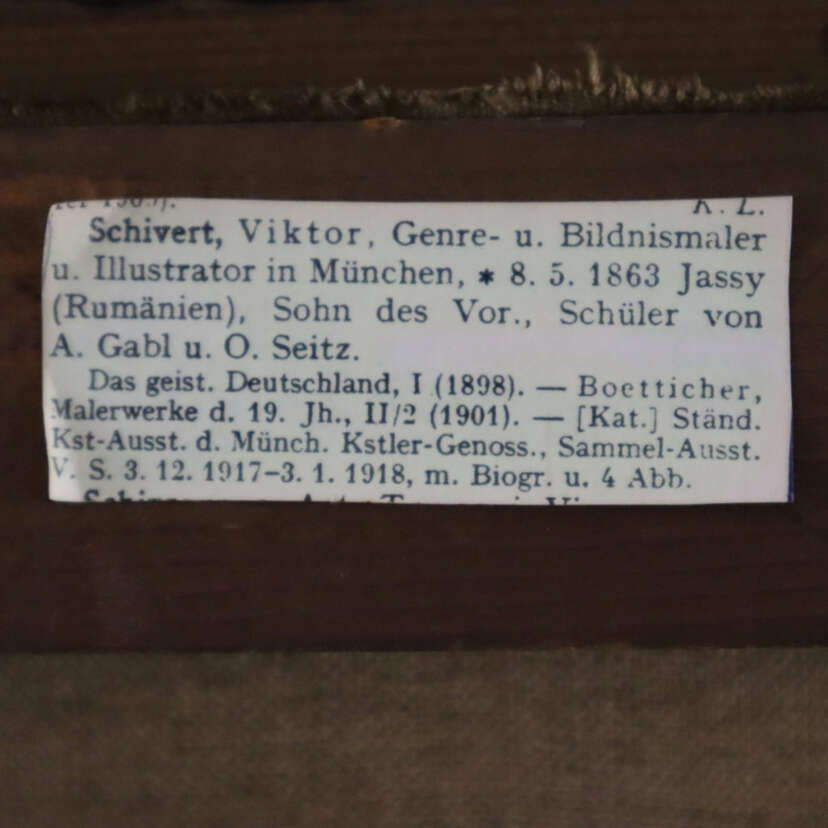 K. L.
Schivert, Viktor, Genre- u. Bildnismaler
u. Illustrator in München, * 8. 5. 1863 Jassy
(Rumänien), Sohn des Vor., Schüler von
A. Gabl u. O. Seitz.
Das geist. Deutschland, I (1898). — Boetticher,
Malerwerke d. 19. Jh., II/2 (1901). — [Kat.] Ständ.
Kst-Ausst. d. Münch. Kstler-Genoss., Sammel-Ausst.
V. S. 3. 12. 1917–3. 1. 1918, m. Biogr. u. 4 Abb.